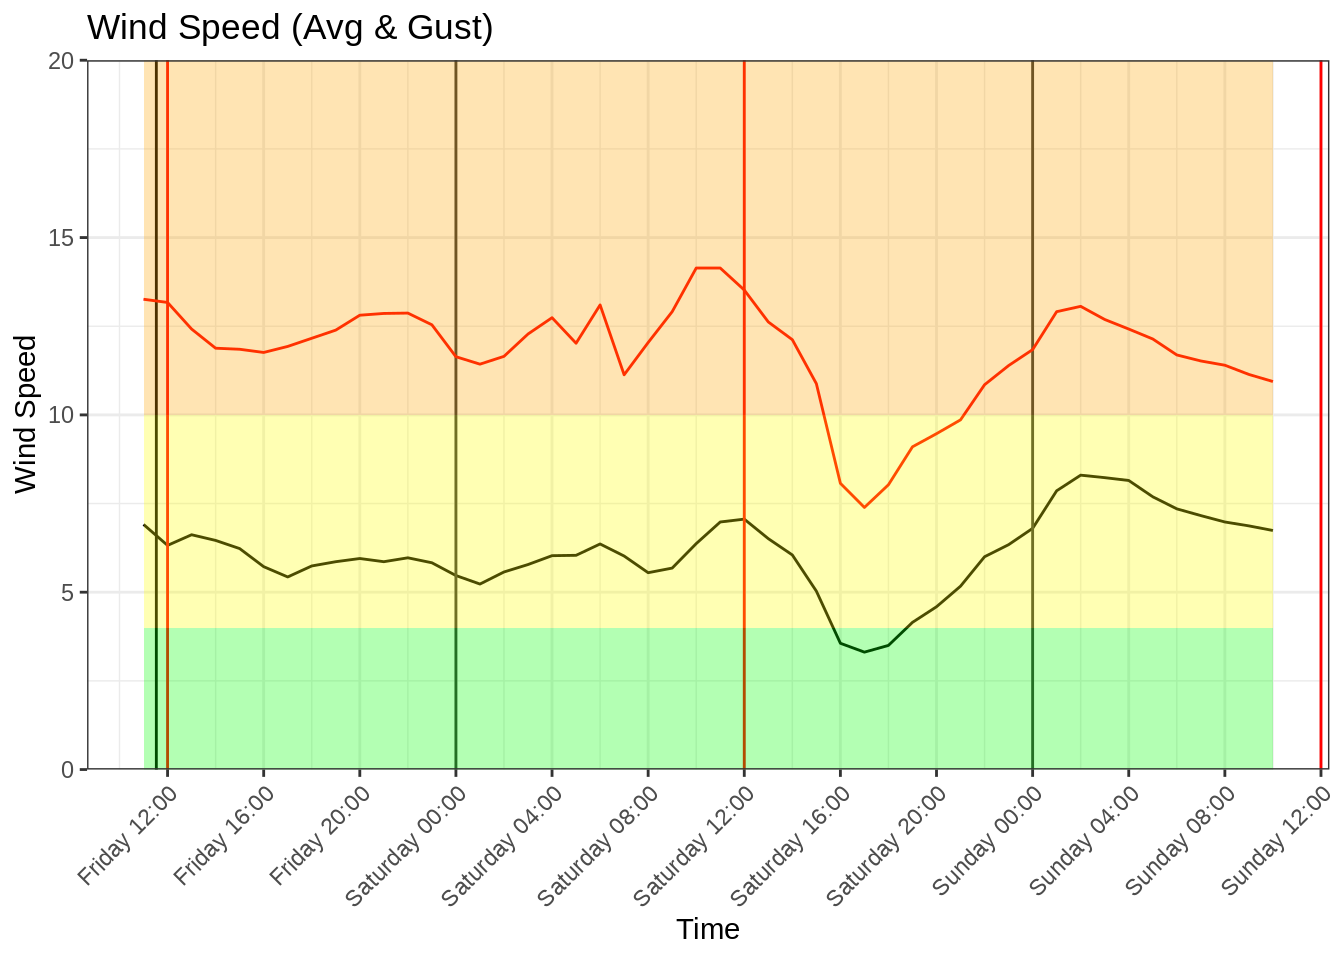 Wind Speed (Avg & Gust)
20
15
10
5
0
Wind Speed
Friday 12:00
Friday 16:00
Friday 20:00
Saturday 00:00
Saturday 04:00
Saturday 08:00
Saturday 12:00
Saturday 16:00
Saturday 20:00
Sunday 00:00
Sunday 04:00
Sunday 08:00
Sunday 12:00
Time